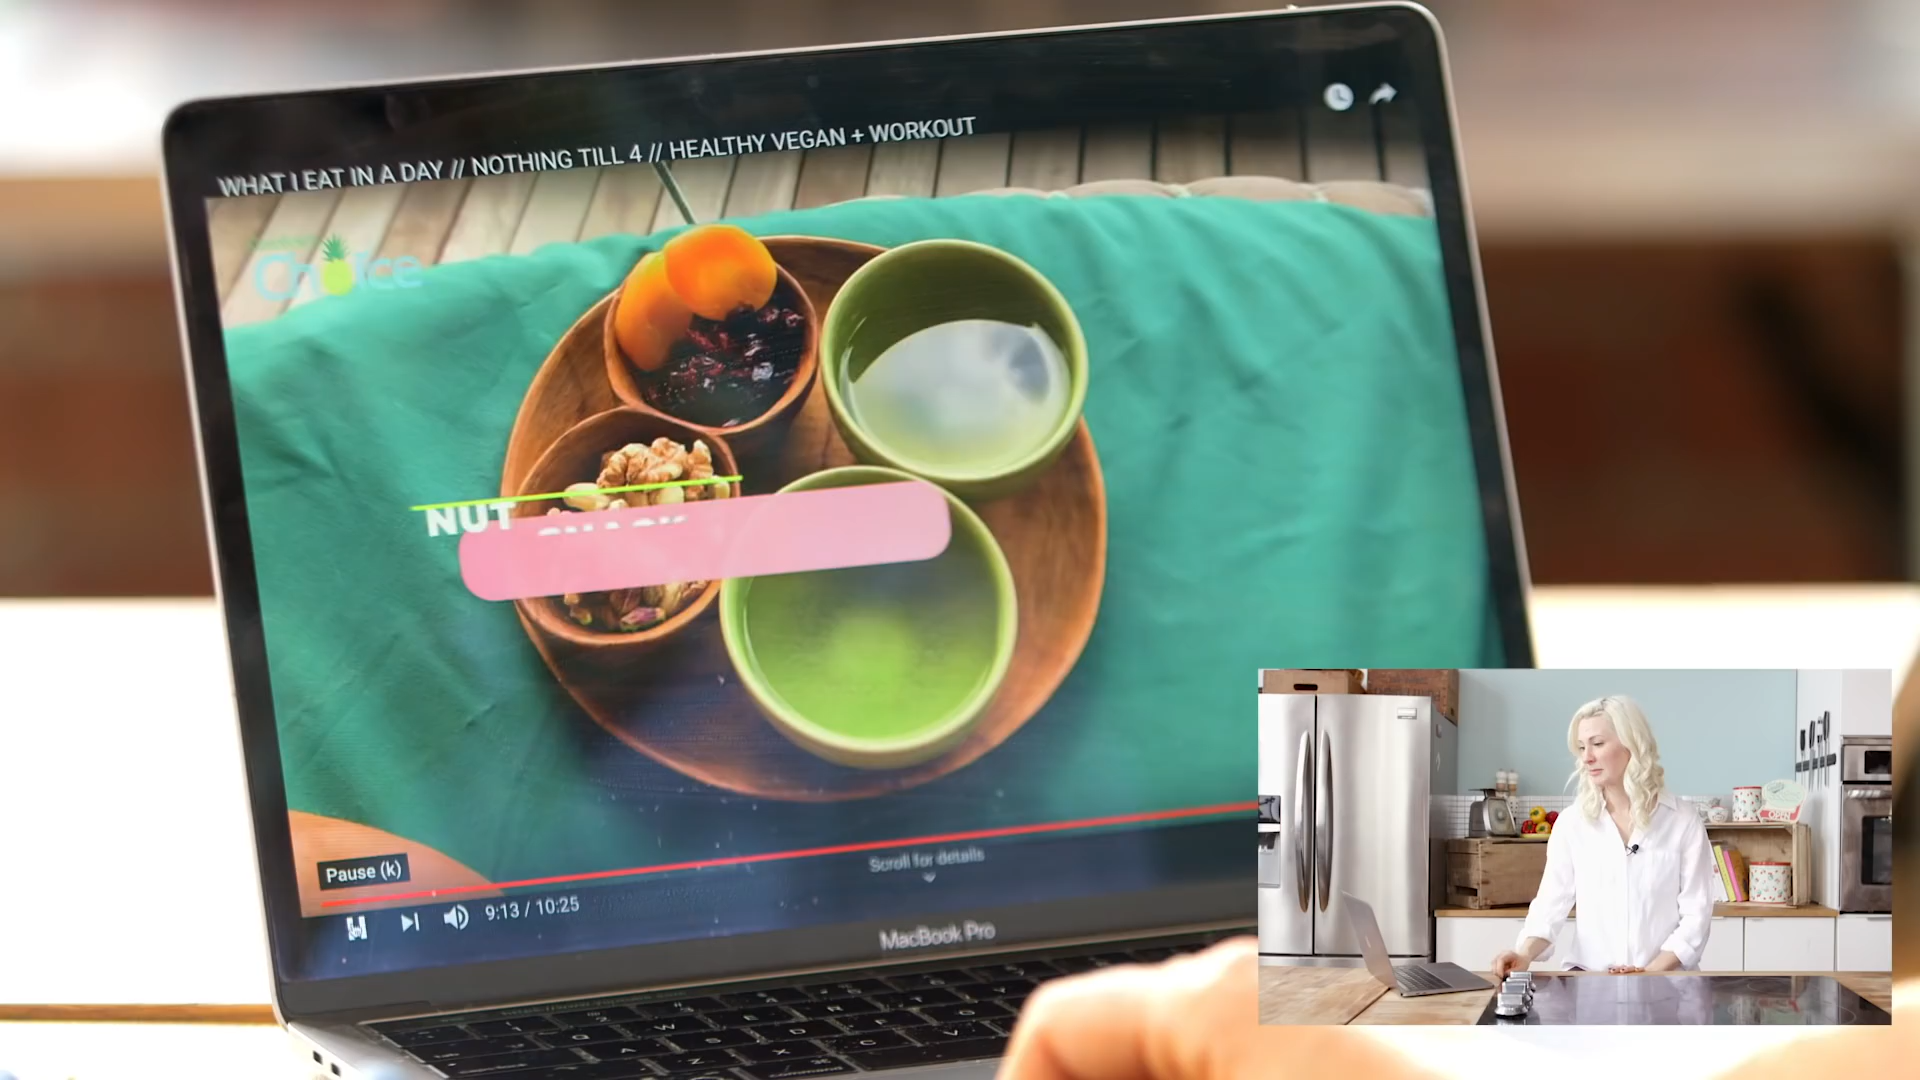 WHAT I EAT IN A DAY // NOTHING TILL 4 // HEALTHY VEGAN + WORKOUT
Choice
NUT
Pause (k)
Scroll for details
9:13 / 10:25
MacBook Pro